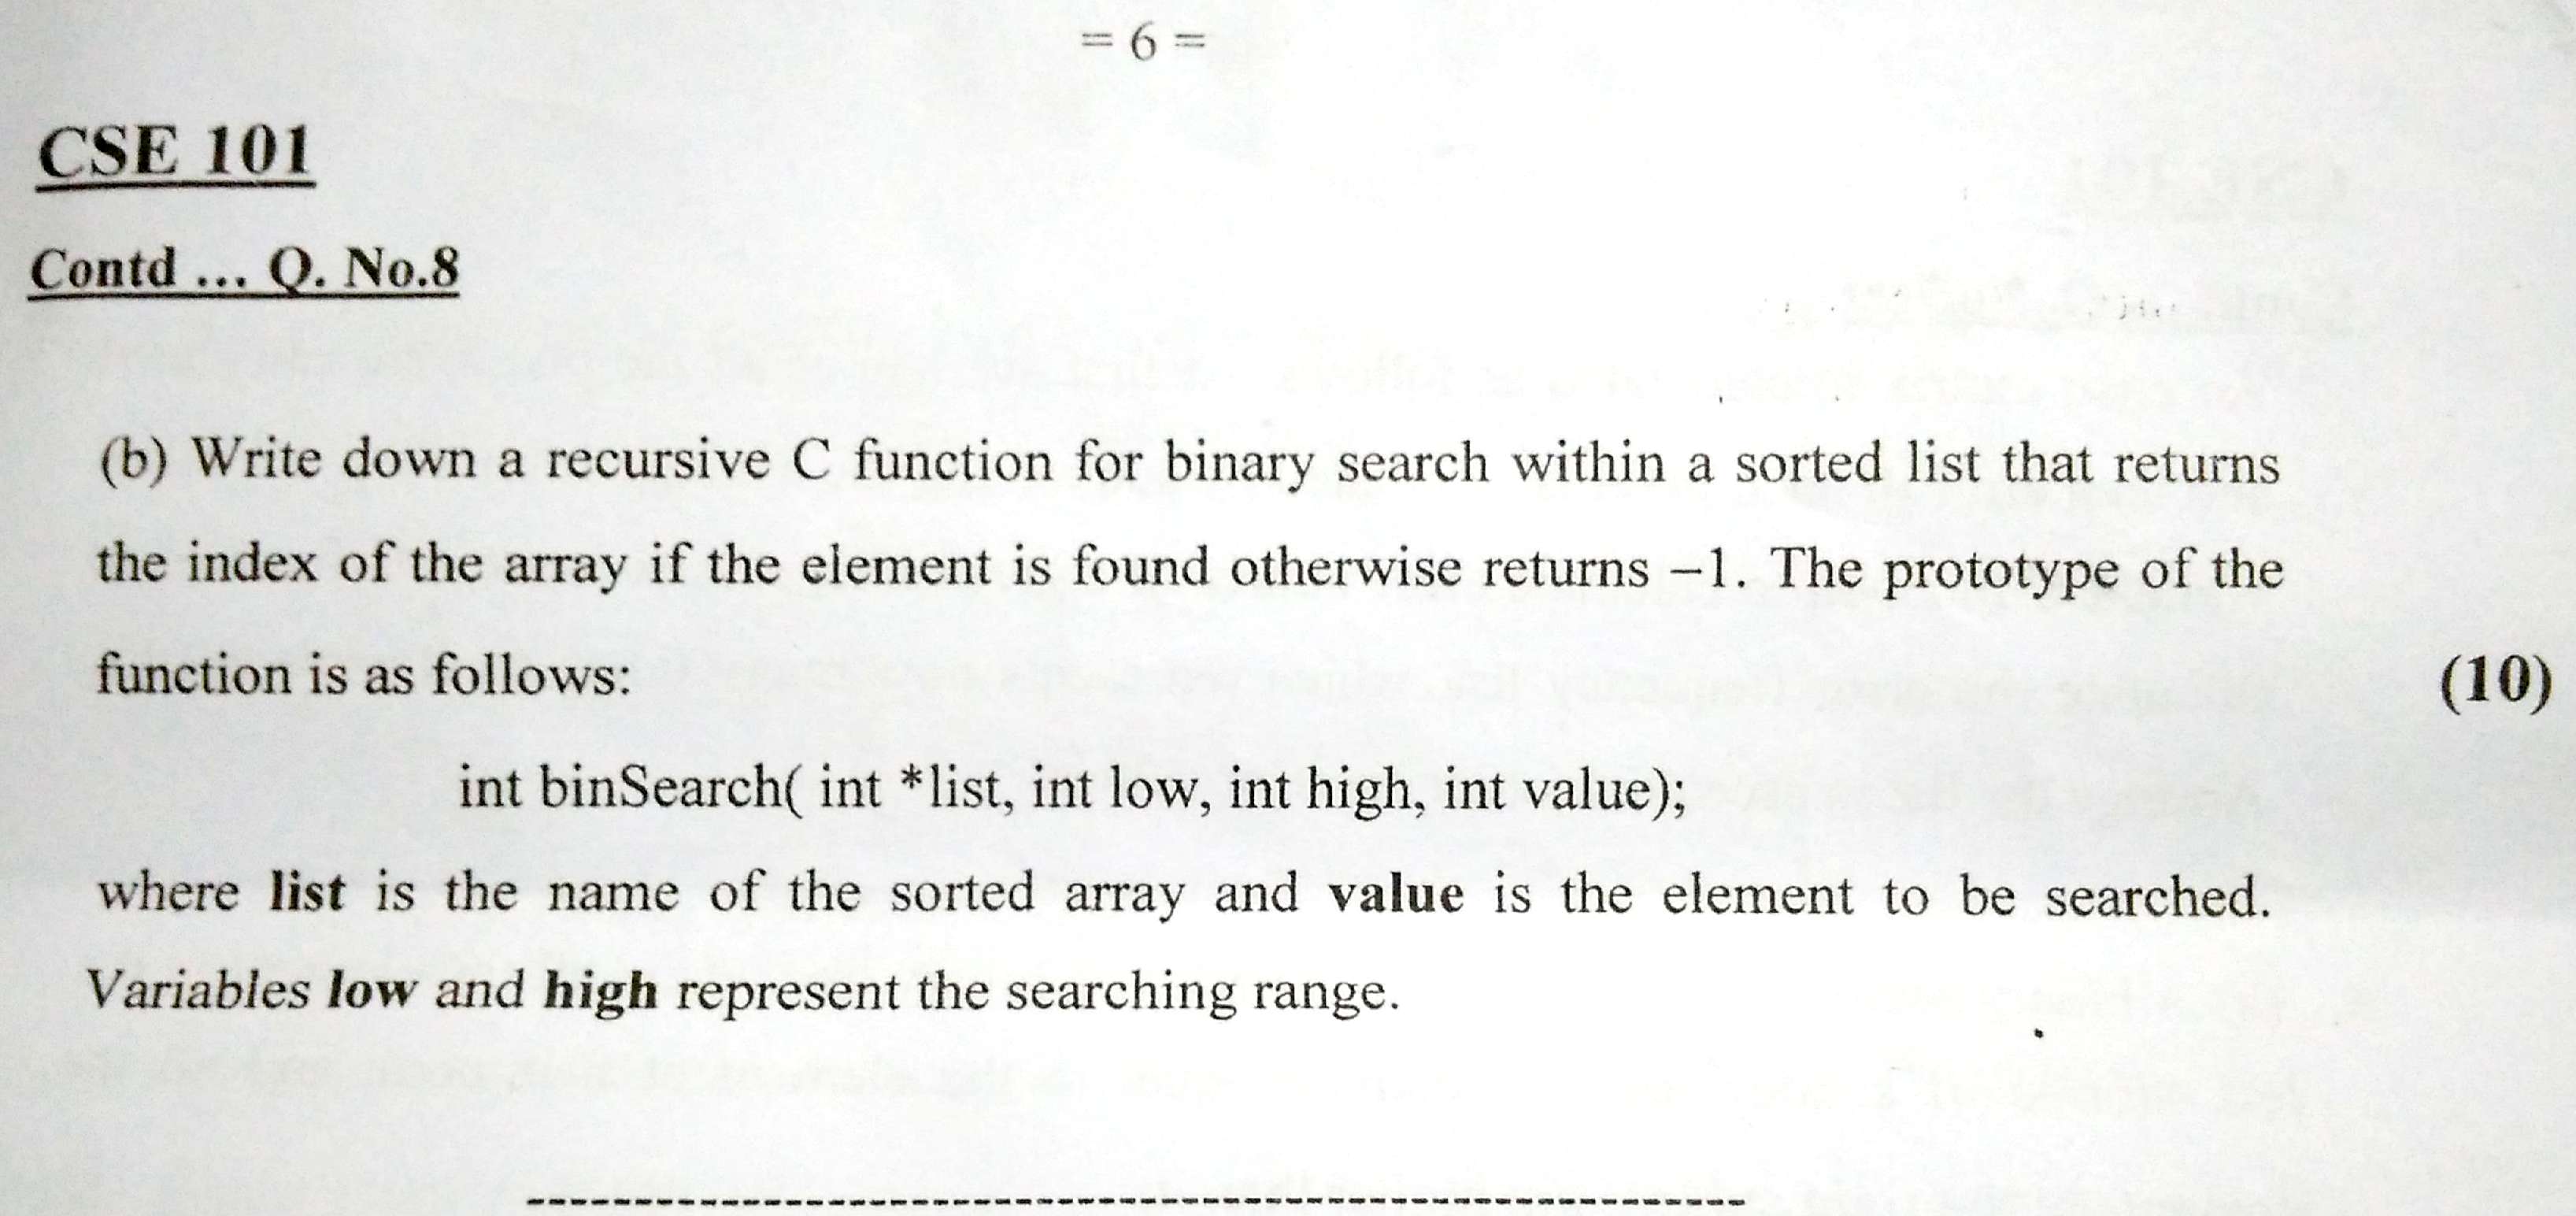 = 6 =
CSE 101
Contd ... Q. No.8
(b) Write down a recursive C function for binary search within a sorted list that returns
the index of the array if the element is found otherwise returns –1. The prototype of the
function is as follows: (10)
int binSearch( int *list, int low, int high, int value);
where list is the name of the sorted array and value is the element to be searched.
Variables low and high represent the searching range.